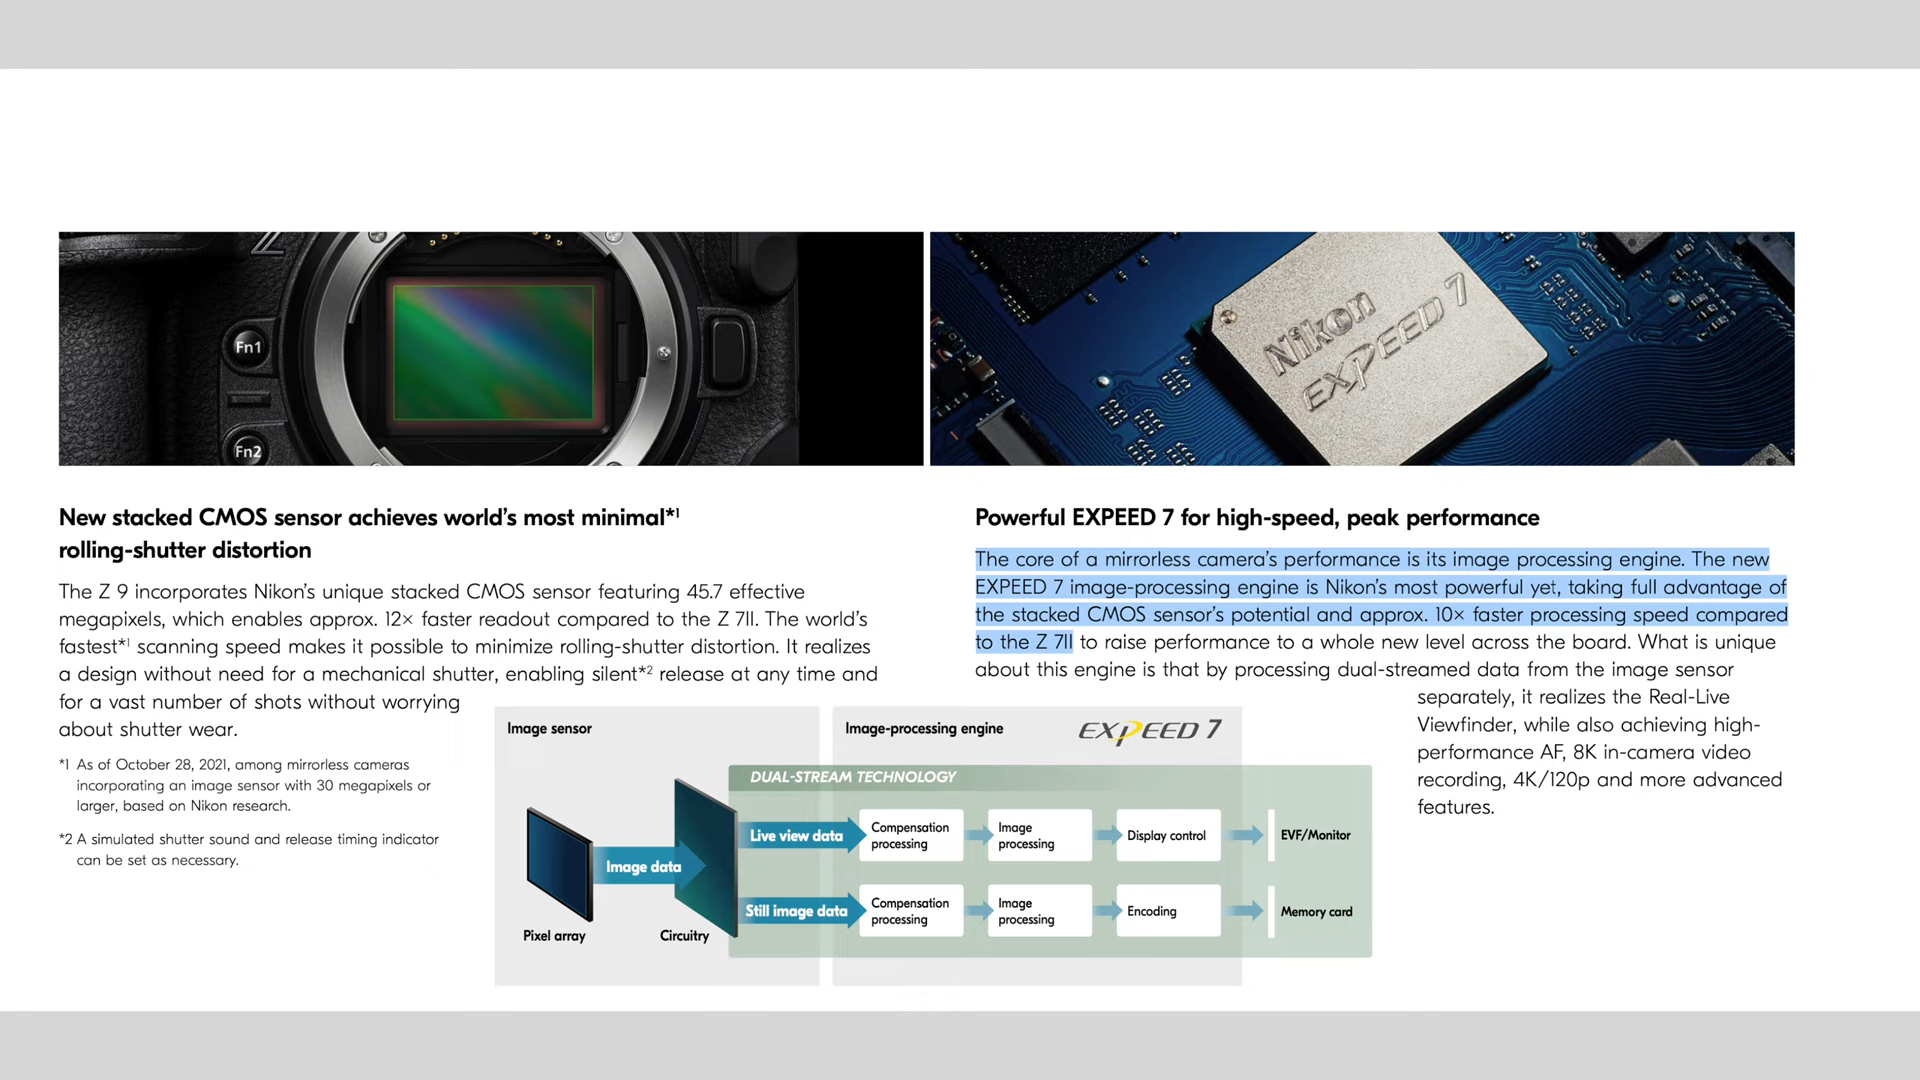 Z
Fn1
Fn2
Nikon
EXPEED 7
New stacked CMOS sensor achieves world's most minimal*1
rolling-shutter distortion
The Z 9 incorporates Nikon's unique stacked CMOS sensor featuring 45.7 effective
megapixels, which enables approx. 12× faster readout compared to the Z 7II. The world's
fastest*1 scanning speed makes it possible to minimize rolling-shutter distortion. It realizes
a design without need for a mechanical shutter, enabling silent*2 release at any time and
for a vast number of shots without worrying
about shutter wear.
*1 As of October 28, 2021, among mirrorless cameras
incorporating an image sensor with 30 megapixels or
larger, based on Nikon research.
*2 A simulated shutter sound and release timing indicator
can be set as necessary.
Powerful EXPEED 7 for high-speed, peak performance
The core of a mirrorless camera's performance is its image processing engine. The new
EXPEED 7 image-processing engine is Nikon's most powerful yet, taking full advantage of
the stacked CMOS sensor's potential and approx. 10× faster processing speed compared
to the Z 7II to raise performance to a whole new level across the board. What is unique
about this engine is that by processing dual-streamed data from the image sensor
separately, it realizes the Real-Live
Viewfinder, while also achieving high-
performance AF, 8K in-camera video
recording, 4K/120p and more advanced
features.
Image sensor
Image-processing engine
EXPEED 7
DUAL-STREAM TECHNOLOGY
Live view data
Compensation
processing
Image
processing
Display control
EVF/Monitor
Image data
Still image data
Compensation
processing
Image
processing
Encoding
Memory card
Pixel array
Circuitry